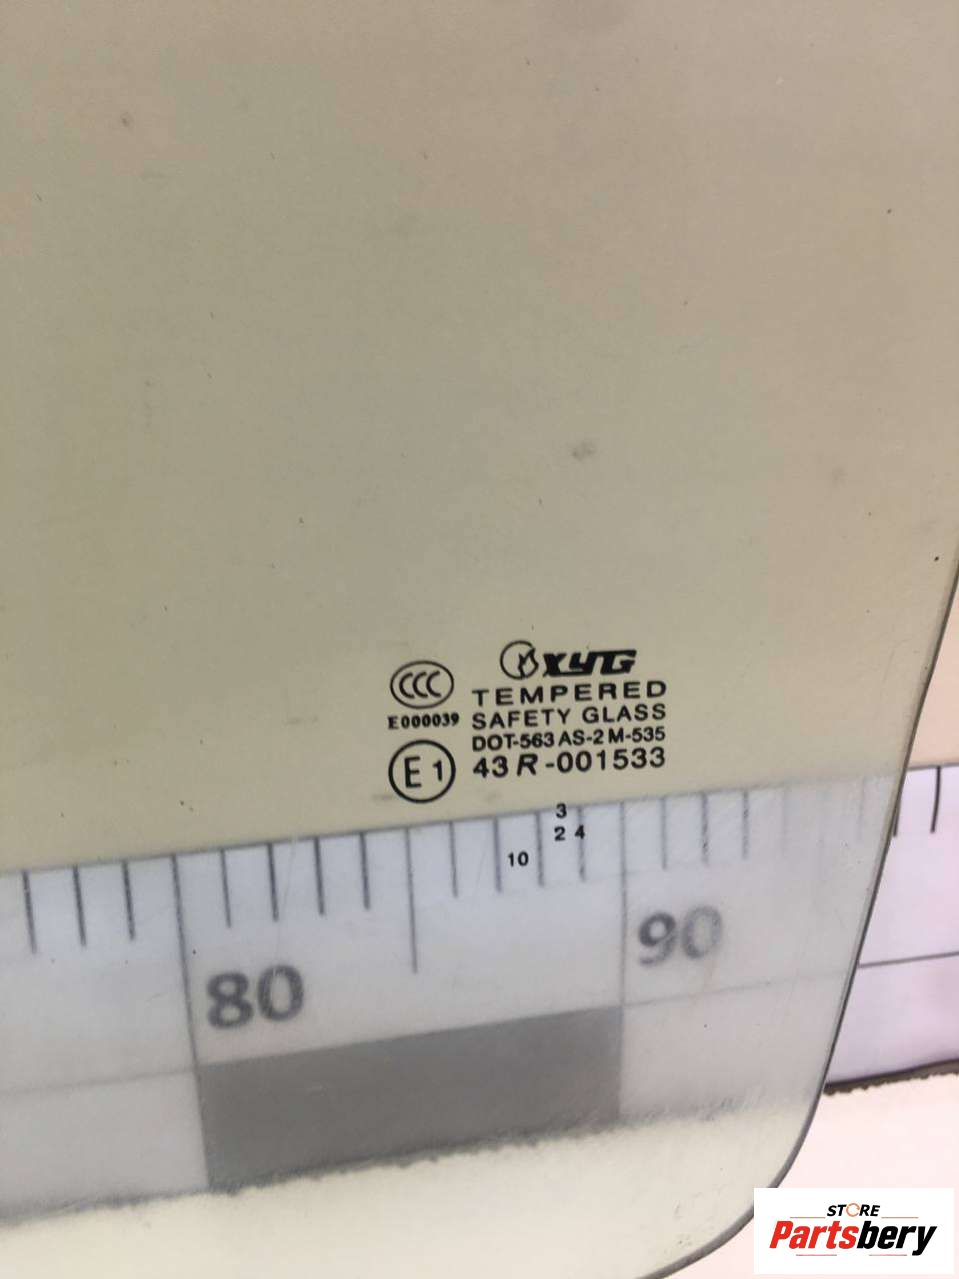 XYG
CCC
TEMPERED
E000039
SAFETY GLASS
DOT-563 AS-2 M-535
E1
43R-001533
3
2 4
10
80
90
STORE
Partsbery